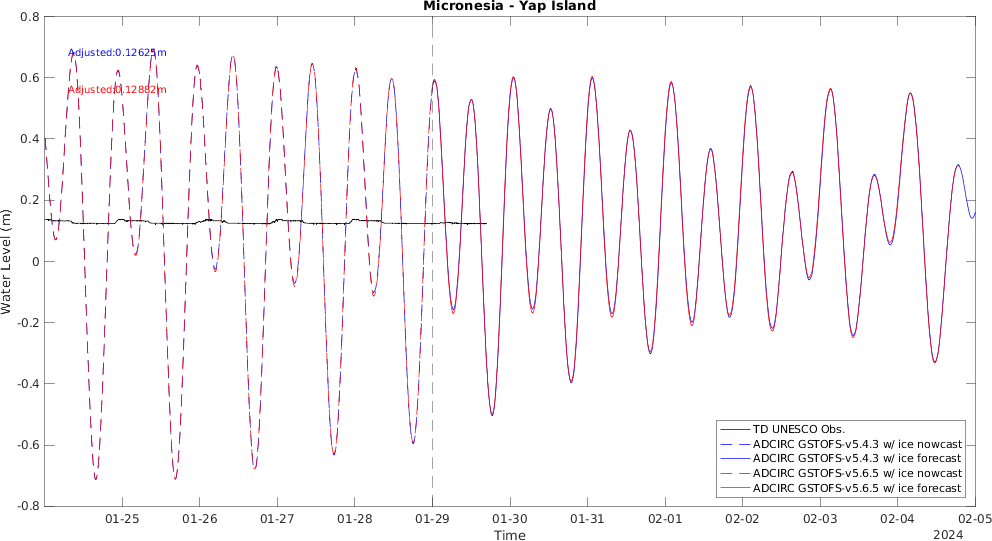 Micronesia - Yap Island
0.8
0.6
0.4
0.2
0
-0.2
-0.4
-0.6
-0.8
Water Level (m)
Adjusted:0.12625m
Adjusted:0.12882m
TD UNESCO Obs.
ADCIRC GSTOFS-v5.4.3 w/ ice nowcast
ADCIRC GSTOFS-v5.4.3 w/ ice forecast
ADCIRC GSTOFS-v5.6.5 w/ ice nowcast
ADCIRC GSTOFS-v5.6.5 w/ ice forecast
01-25 01-26 01-27 01-28 01-29 01-30 01-31 02-01 02-02 02-03 02-04 02-05
Time
2024